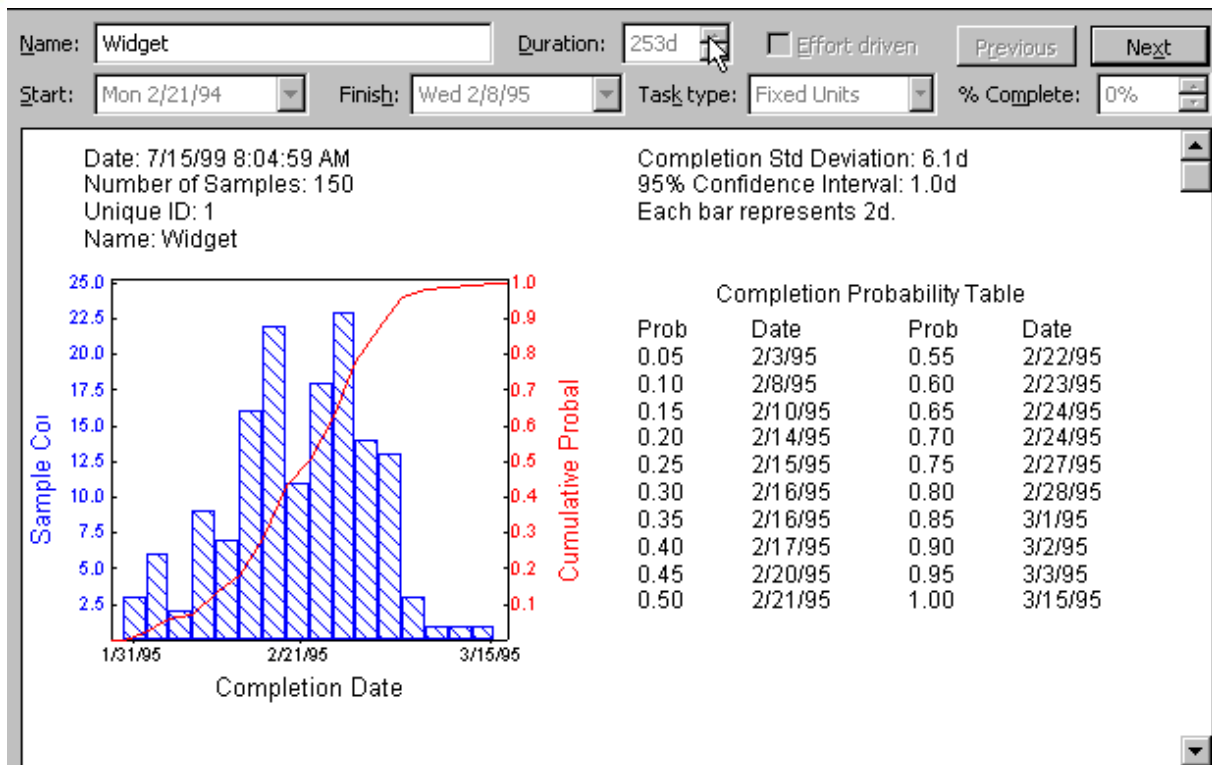 Name: Widget Duration: 253d Effort driven Previous Next
Start: Mon 2/21/94 Finish: Wed 2/8/95 Task type: Fixed Units % Complete: 0%
Date: 7/15/99 8:04:59 AM
Number of Samples: 150
Unique ID: 1
Name: Widget
Completion Std Deviation: 6.1d
95% Confidence Interval: 1.0d
Each bar represents 2d.
25.0
22.5
20.0
17.5
15.0
12.5
10.0
7.5
5.0
2.5
Sample Cou
1.0
0.9
0.8
0.7
0.6
0.5
0.4
0.3
0.2
0.1
Cumulative Probal
1/31/95 2/21/95 3/15/95
Completion Date
Completion Probability Table
Prob Date Prob Date
0.05 2/3/95 0.55 2/22/95
0.10 2/8/95 0.60 2/23/95
0.15 2/10/95 0.65 2/24/95
0.20 2/14/95 0.70 2/24/95
0.25 2/15/95 0.75 2/27/95
0.30 2/16/95 0.80 2/28/95
0.35 2/16/95 0.85 3/1/95
0.40 2/17/95 0.90 3/2/95
0.45 2/20/95 0.95 3/3/95
0.50 2/21/95 1.00 3/15/95